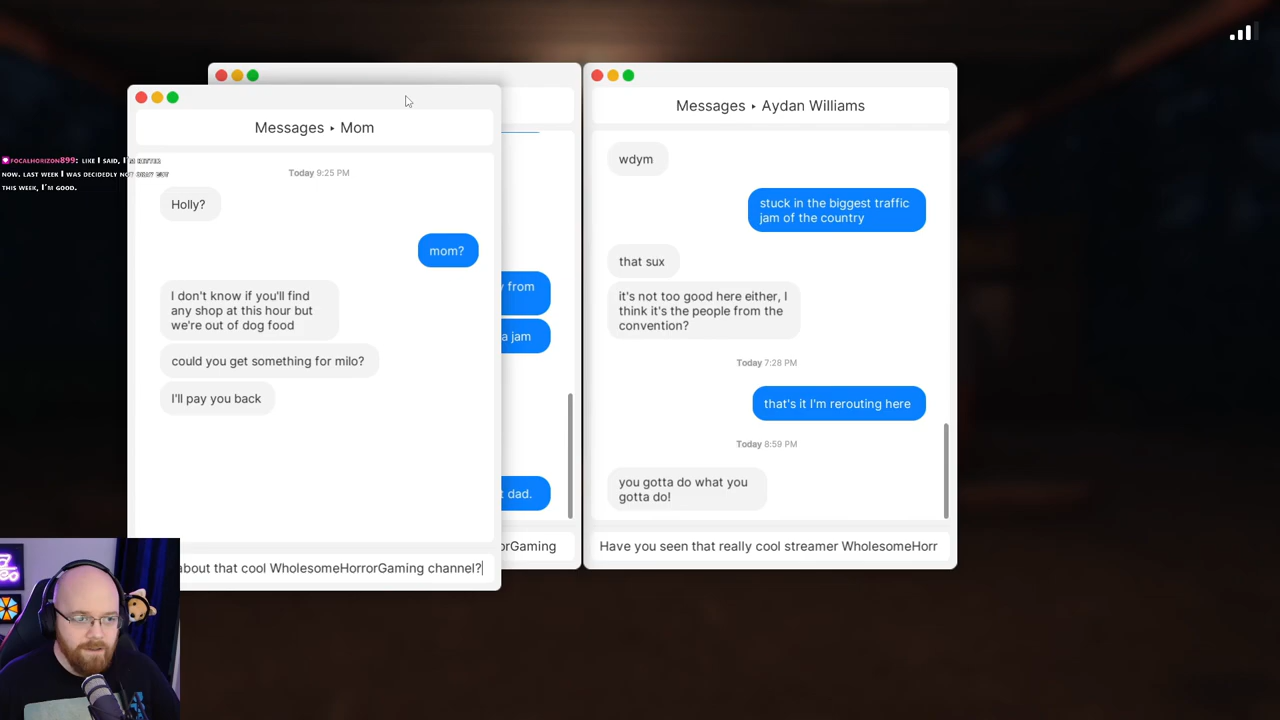 FOCALHORIZON899: LIKE I SAID, I'M BETTER
NOW. LAST WEEK I WAS DECIDEDLY NOT OKAY BUT
THIS WEEK, I'M GOOD.
Messages ▸ Mom
Today 9:25 PM
Holly?
mom?
I don't know if you'll find
any shop at this hour but
we're out of dog food
could you get something for milo?
I'll pay you back
about that cool WholesomeHorrorGaming channel?
y from
a jam
t dad.
orGaming
Messages ▸ Aydan Williams
wdym
stuck in the biggest traffic
jam of the country
that sux
it's not too good here either, I
think it's the people from the
convention?
Today 7:28 PM
that's it I'm rerouting here
Today 8:59 PM
you gotta do what you
gotta do!
Have you seen that really cool streamer WholesomeHorr